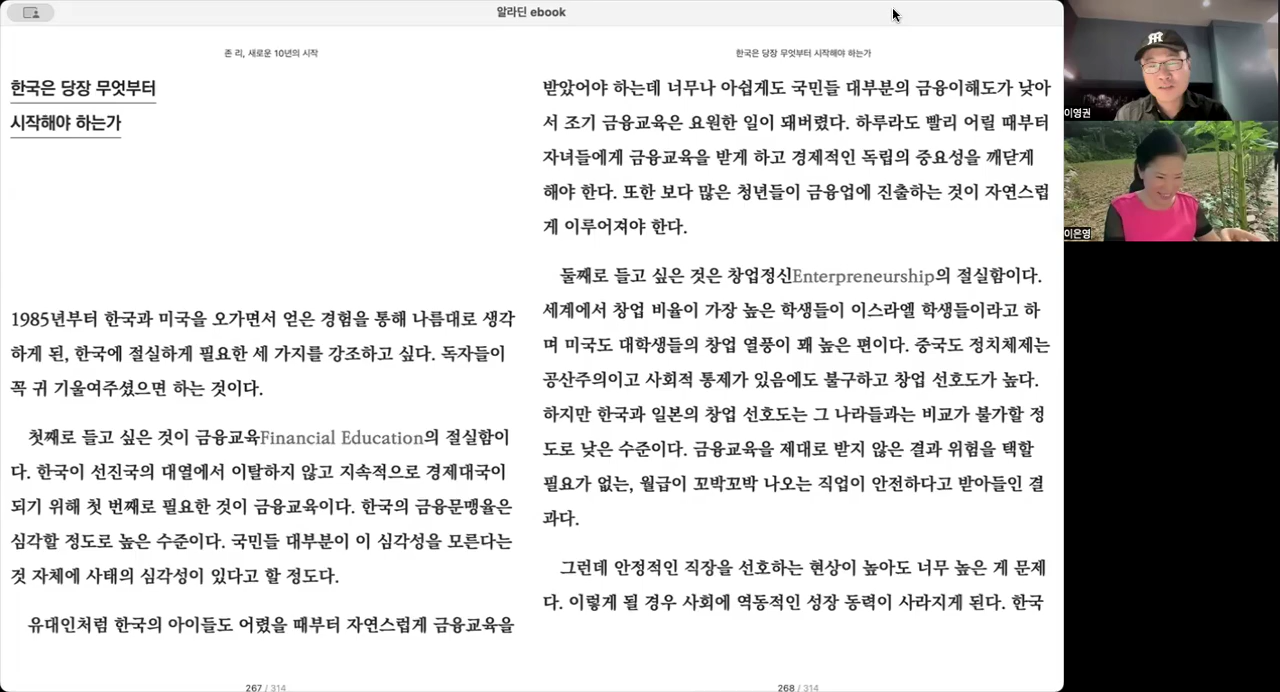 알라딘 ebook
존 리, 새로운 10년의 시작
한국은 당장 무엇부터
시작해야 하는가
1985년부터 한국과 미국을 오가면서 얻은 경험을 통해 나름대로 생각
하게 된, 한국에 절실하게 필요한 세 가지를 강조하고 싶다. 독자들이
꼭 귀 기울여주셨으면 하는 것이다.
첫째로 들고 싶은 것이 금융교육Financial Education의 절실함이
다. 한국이 선진국의 대열에서 이탈하지 않고 지속적으로 경제대국이
되기 위해 첫 번째로 필요한 것이 금융교육이다. 한국의 금융문맹율은
심각할 정도로 높은 수준이다. 국민들 대부분이 이 심각성을 모른다는
것 자체에 사태의 심각성이 있다고 할 정도다.
유대인처럼 한국의 아이들도 어렸을 때부터 자연스럽게 금융교육을
267 / 314
한국은 당장 무엇부터 시작해야 하는가
받았어야 하는데 너무나 아쉽게도 국민들 대부분의 금융이해도가 낮아
서 조기 금융교육은 요원한 일이 돼버렸다. 하루라도 빨리 어릴 때부터
자녀들에게 금융교육을 받게 하고 경제적인 독립의 중요성을 깨닫게
해야 한다. 또한 보다 많은 청년들이 금융업에 진출하는 것이 자연스럽
게 이루어져야 한다.
둘째로 들고 싶은 것은 창업정신Enterpreneurship의 절실함이다.
세계에서 창업 비율이 가장 높은 학생들이 이스라엘 학생들이라고 하
며 미국도 대학생들의 창업 열풍이 꽤 높은 편이다. 중국도 정치체제는
공산주의이고 사회적 통제가 있음에도 불구하고 창업 선호도가 높다.
하지만 한국과 일본의 창업 선호도는 그 나라들과는 비교가 불가할 정
도로 낮은 수준이다. 금융교육을 제대로 받지 않은 결과 위험을 택할
필요가 없는, 월급이 꼬박꼬박 나오는 직업이 안전하다고 받아들인 결
과다.
그런데 안정적인 직장을 선호하는 현상이 높아도 너무 높은 게 문제
다. 이렇게 될 경우 사회에 역동적인 성장 동력이 사라지게 된다. 한국
268 / 314
이영권
이은영